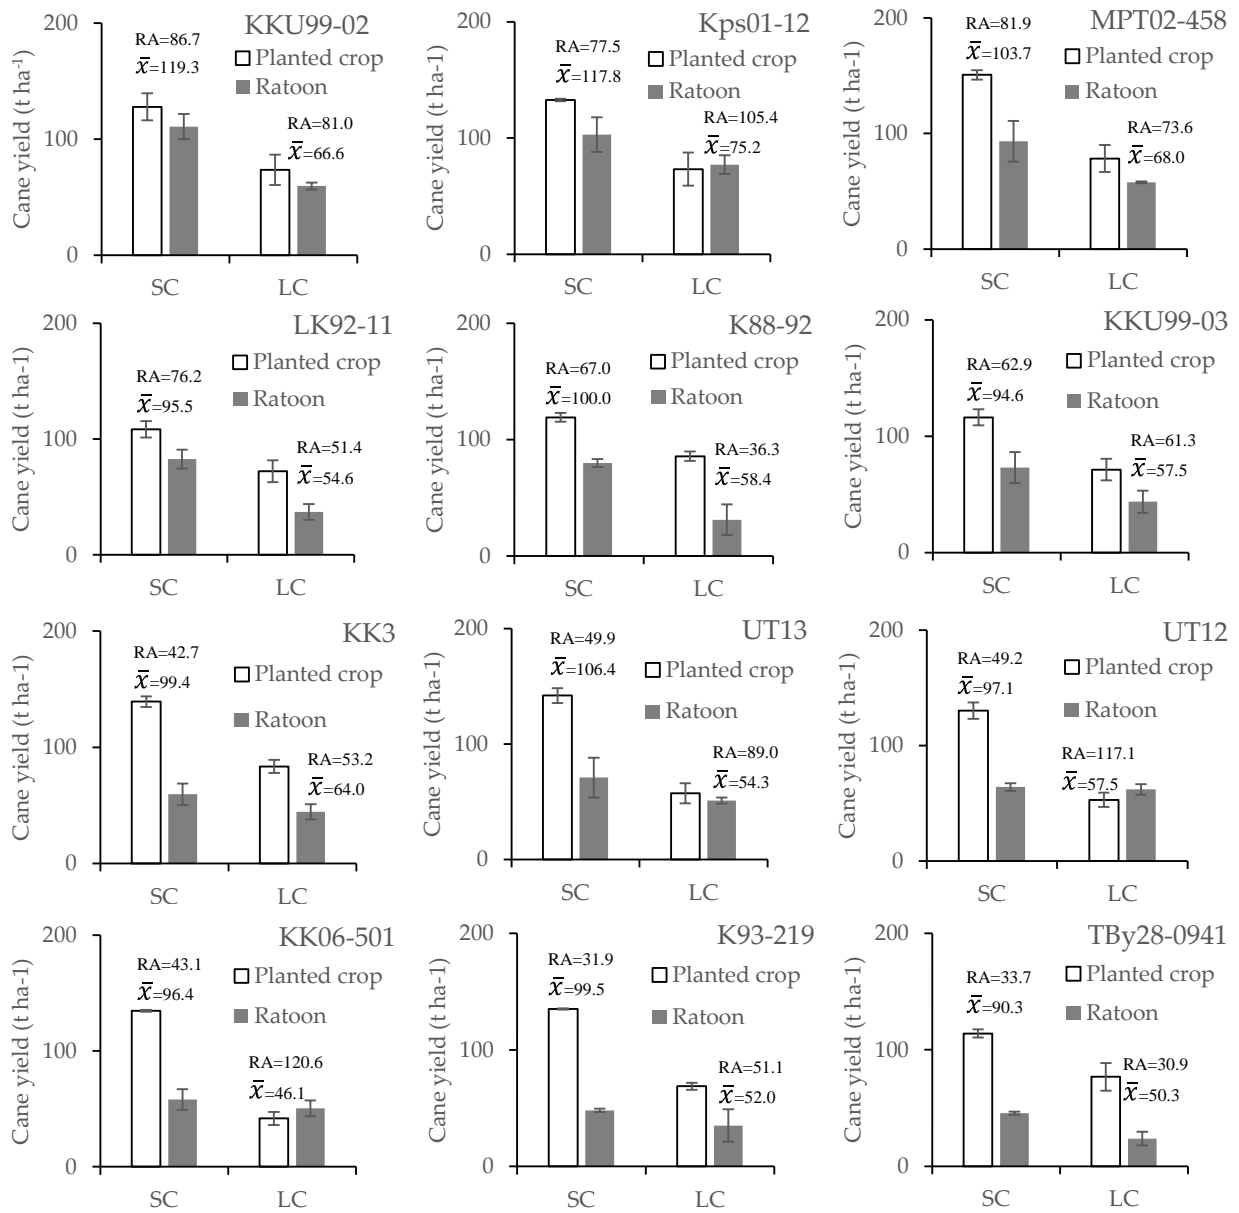 KKU99-02
200
100
0
Cane yield (t ha-1)
RA=86.7
x̄=119.3
Planted crop
Ratoon
RA=81.0
x̄=66.6
SC
LC
Kps01-12
200
100
0
Cane yield (t ha-1)
RA=77.5
x̄=117.8
Planted crop
Ratoon
RA=105.4
x̄=75.2
SC
LC
MPT02-458
200
100
0
Cane yield (t ha-1)
RA=81.9
x̄=103.7
Planted crop
Ratoon
RA=73.6
x̄=68.0
SC
LC
LK92-11
200
100
0
Cane yield (t ha-1)
RA=76.2
x̄=95.5
Planted crop
Ratoon
RA=51.4
x̄=54.6
SC
LC
K88-92
200
100
0
Cane yield (t ha-1)
RA=67.0
x̄=100.0
Planted crop
Ratoon
RA=36.3
x̄=58.4
SC
LC
KKU99-03
200
100
0
Cane yield (t ha-1)
RA=62.9
x̄=94.6
Planted crop
Ratoon
RA=61.3
x̄=57.5
SC
LC
KK3
200
100
0
Cane yield (t ha-1)
RA=42.7
x̄=99.4
Planted crop
Ratoon
RA=53.2
x̄=64.0
SC
LC
UT13
200
100
0
Cane yield (t ha-1)
RA=49.9
x̄=106.4
Planted crop
Ratoon
RA=89.0
x̄=54.3
SC
LC
UT12
200
100
0
Cane yield (t ha-1)
RA=49.2
x̄=97.1
Planted crop
Ratoon
RA=117.1
x̄=57.5
SC
LC
KK06-501
200
100
0
Cane yield (t ha-1)
RA=43.1
x̄=96.4
Planted crop
Ratoon
RA=120.6
x̄=46.1
SC
LC
K93-219
200
100
0
Cane yield (t ha-1)
RA=31.9
x̄=99.5
Planted crop
Ratoon
RA=51.1
x̄=52.0
SC
LC
TBy28-0941
200
100
0
Cane yield (t ha-1)
RA=33.7
x̄=90.3
Planted crop
Ratoon
RA=30.9
x̄=50.3
SC
LC